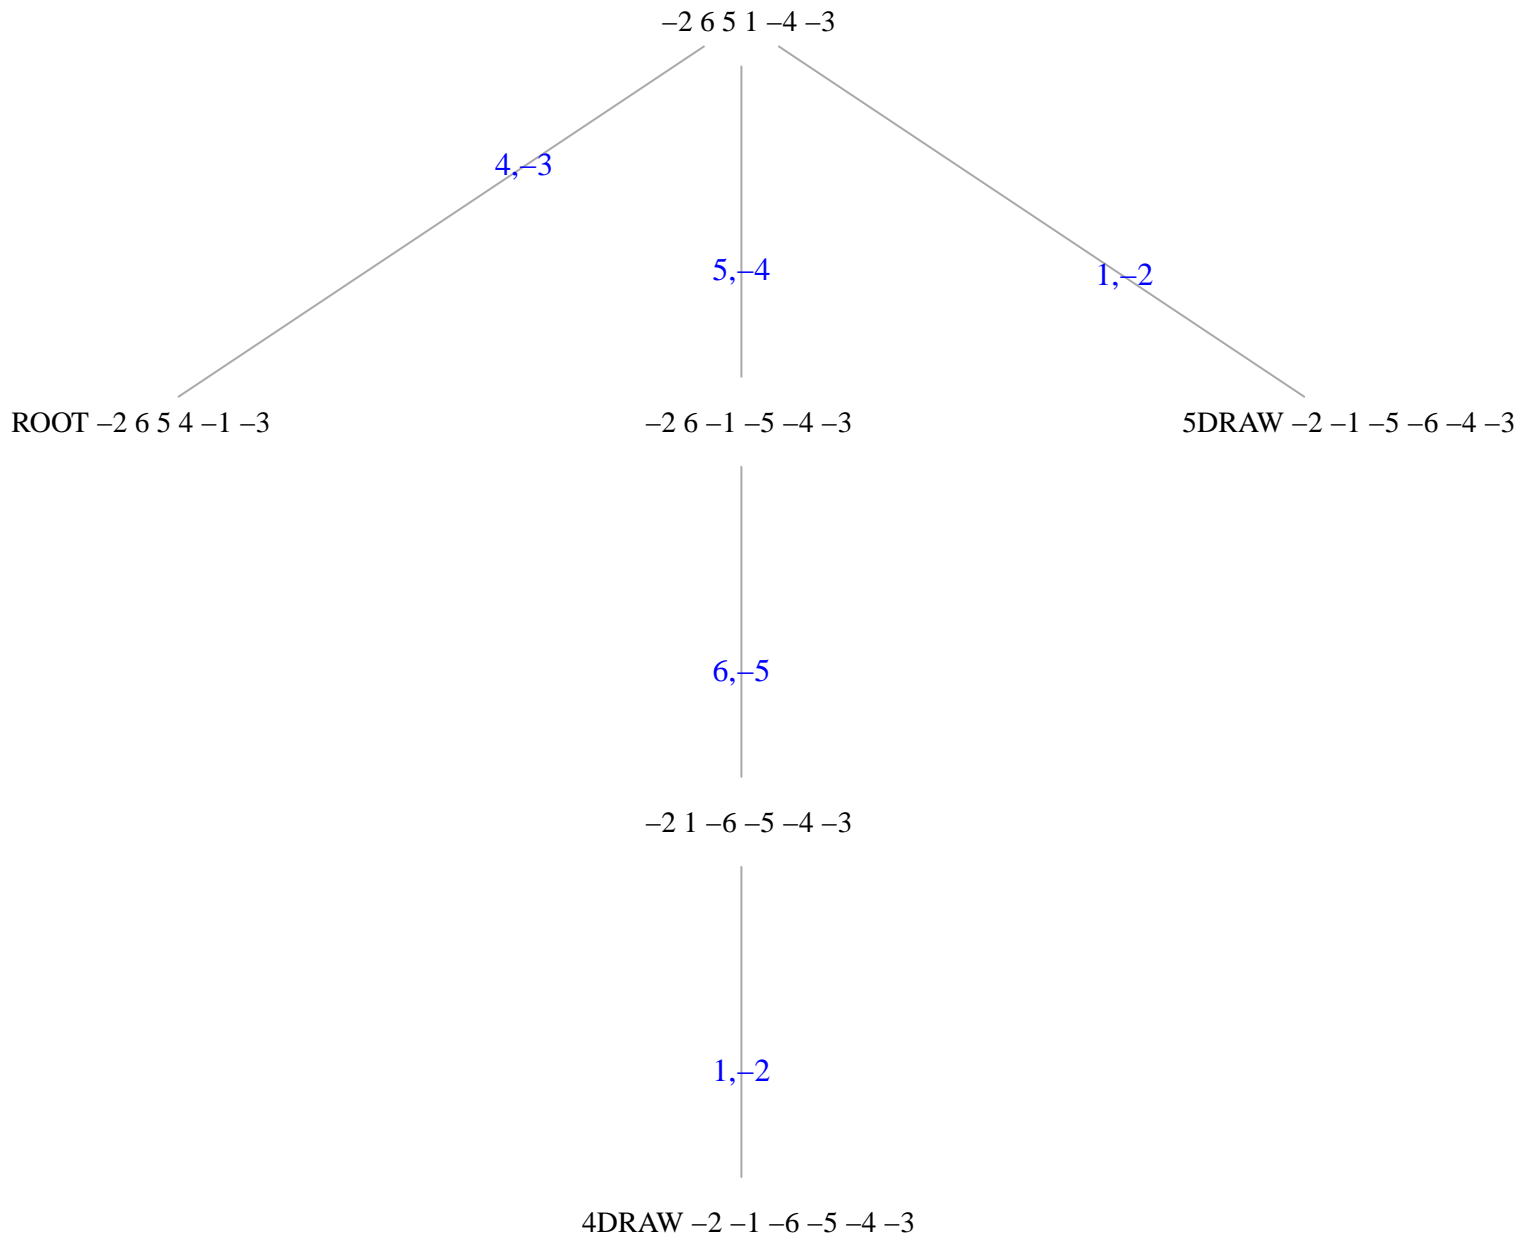 –2 6 5 1 –4 –3
4,–3
5,–4
1,–2
ROOT –2 6 5 4 –1 –3
–2 6 –1 –5 –4 –3
5DRAW –2 –1 –5 –6 –4 –3
6,–5
–2 1 –6 –5 –4 –3
1,–2
4DRAW –2 –1 –6 –5 –4 –3